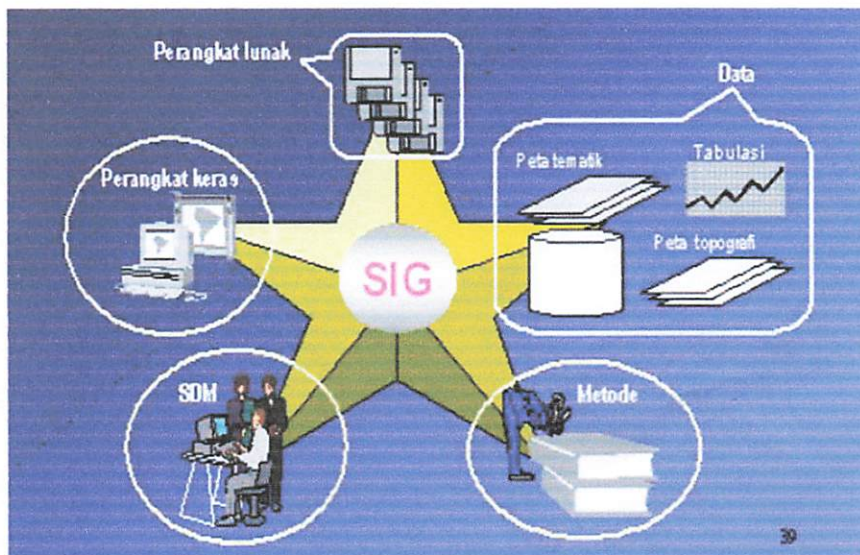 Perangkat lunak
Data
Peta tematik
Tabulasi
Perangkat keras
Peta topografi
SIG
SDM
Metode
39